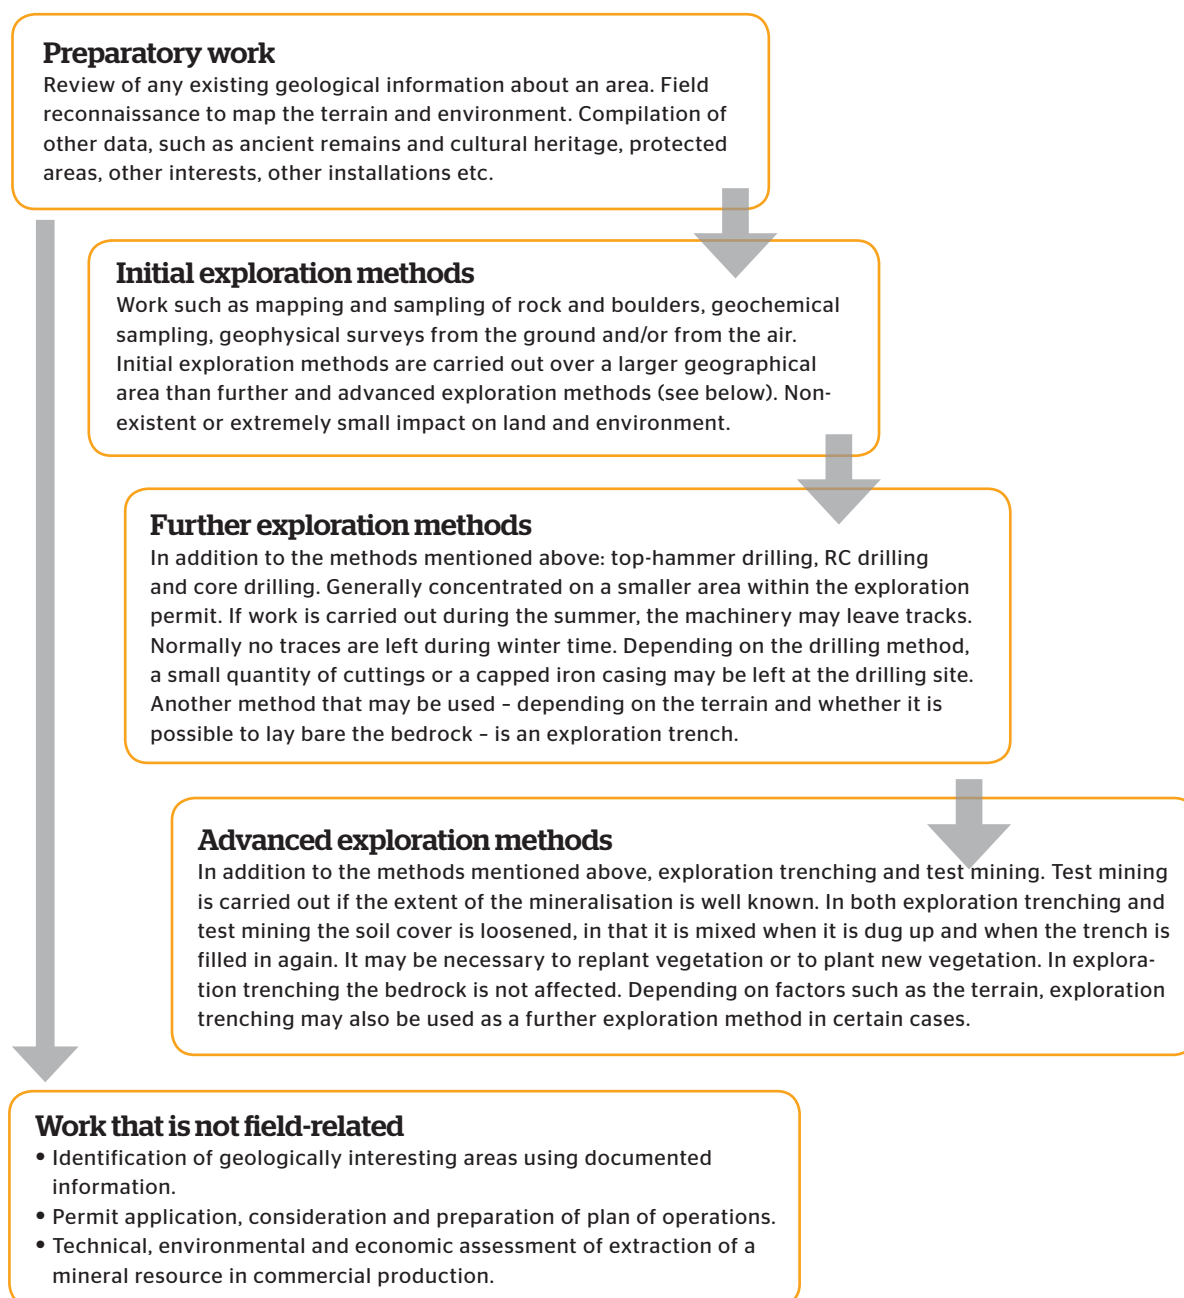 Preparatory work
Review of any existing geological information about an area. Field
reconnaissance to map the terrain and environment. Compilation of
other data, such as ancient remains and cultural heritage, protected
areas, other interests, other installations etc.
Initial exploration methods
Work such as mapping and sampling of rock and boulders, geochemical
sampling, geophysical surveys from the ground and/or from the air.
Initial exploration methods are carried out over a larger geographical
area than further and advanced exploration methods (see below). Non-
existent or extremely small impact on land and environment.
Further exploration methods
In addition to the methods mentioned above: top-hammer drilling, RC drilling
and core drilling. Generally concentrated on a smaller area within the exploration
permit. If work is carried out during the summer, the machinery may leave tracks.
Normally no traces are left during winter time. Depending on the drilling method,
a small quantity of cuttings or a capped iron casing may be left at the drilling site.
Another method that may be used – depending on the terrain and whether it is
possible to lay bare the bedrock – is an exploration trench.
Advanced exploration methods
In addition to the methods mentioned above, exploration trenching and test mining. Test mining
is carried out if the extent of the mineralisation is well known. In both exploration trenching and
test mining the soil cover is loosened, in that it is mixed when it is dug up and when the trench is
filled in again. It may be necessary to replant vegetation or to plant new vegetation. In explora-
tion trenching the bedrock is not affected. Depending on factors such as the terrain, exploration
trenching may also be used as a further exploration method in certain cases.
Work that is not field-related
• Identification of geologically interesting areas using documented
information.
• Permit application, consideration and preparation of plan of operations.
• Technical, environmental and economic assessment of extraction of a
mineral resource in commercial production.